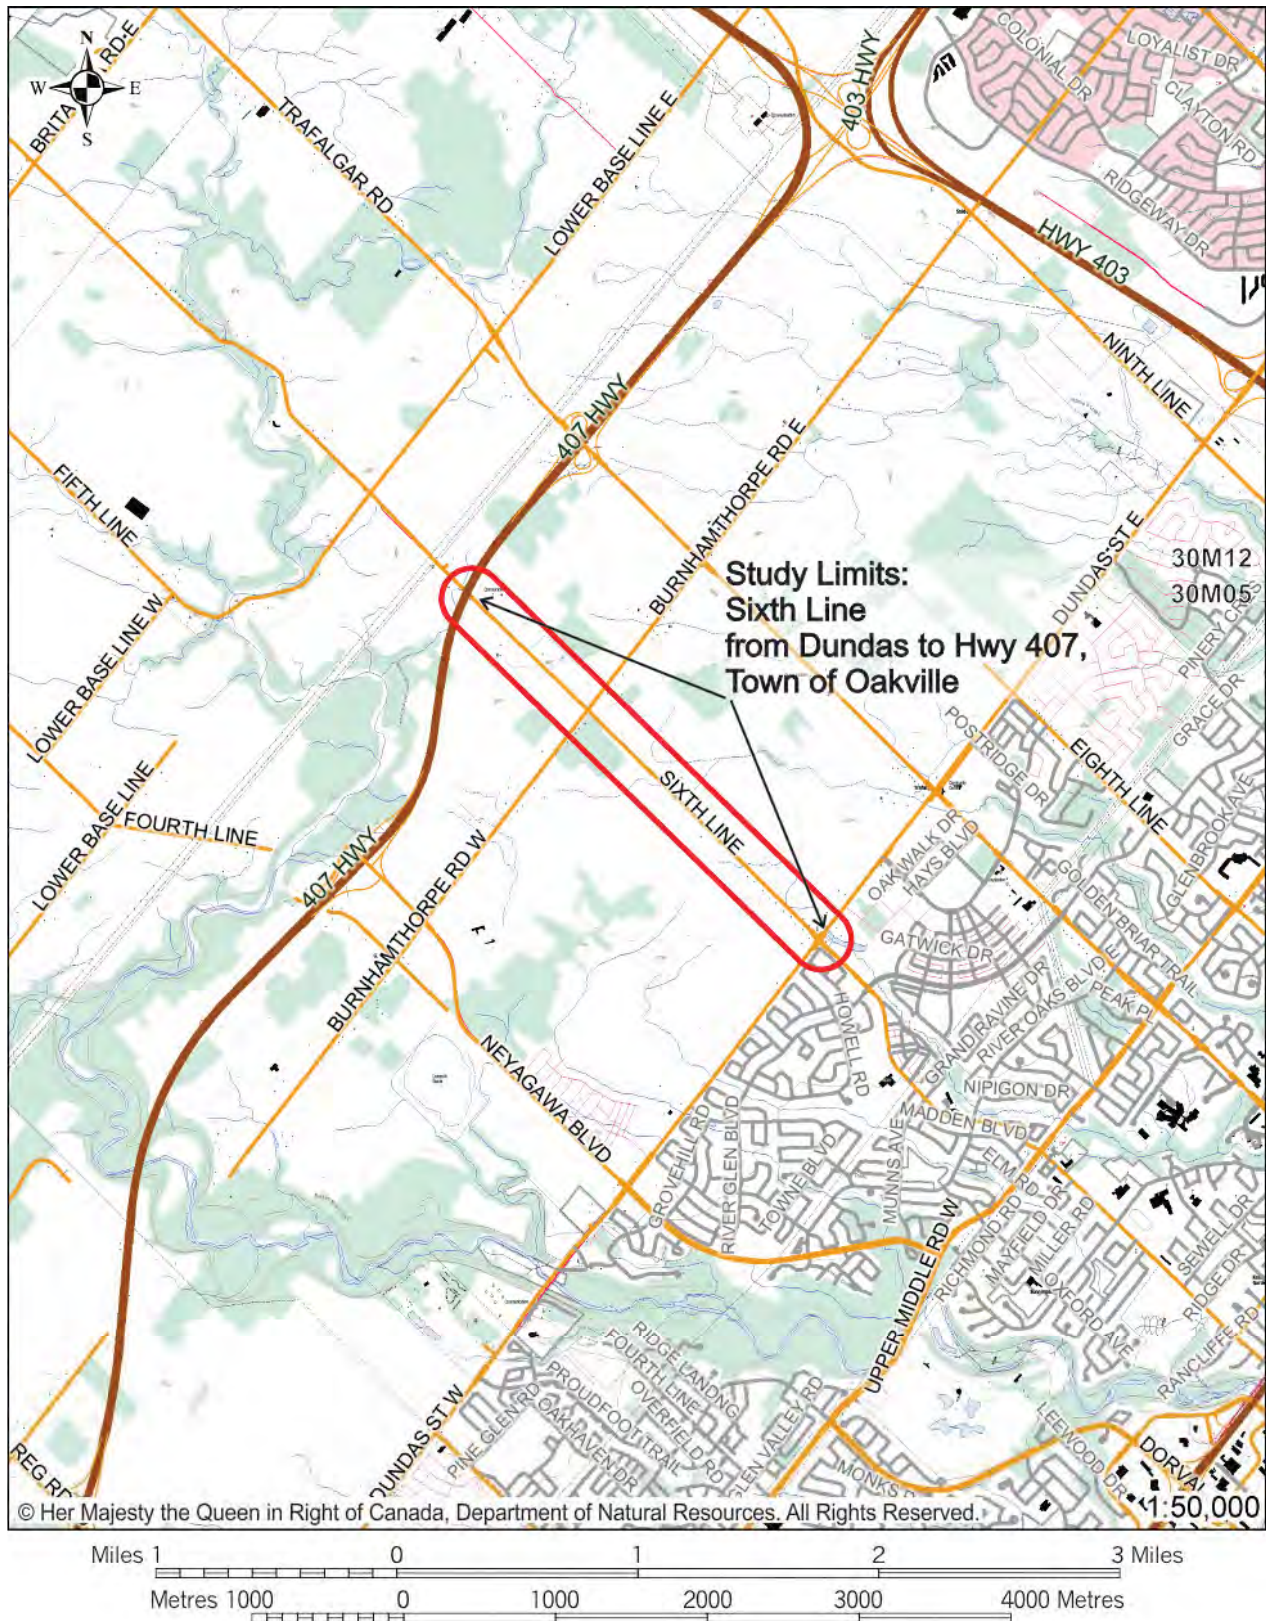 N
W E
S
BRITA RD E
TRAFALGAR RD
LOWER BASE LINE E
403 HWY
COLONIAL DR
LOYALIST DR
CLAYTON RD
RIDGEWAY DR
HWY 403
NINTH LINE
407 HWY
FIFTH LINE
BURNHAMTHORPE RD E
DUNDAS ST E
30M12
30M05
PINERY CRES
GRACE DR
Study Limits:
Sixth Line
from Dundas to Hwy 407,
Town of Oakville
LOWER BASE LINE W
LOWER BASE LINE
FOURTH LINE
407 HWY
BURNHAMTHORPE RD W
SIXTH LINE
POSTRIDGE DR
EIGHTH LINE
GLENBROOK AVE
OAKWALK DR
HAYS BLVD
GOLDEN BRIAR TRAIL
GATWICK DR
GRAND RAVINE DR
RIVER OAKS BLVD E
PEAK PL
HOWELL RD
NIPIGON DR
MADDEN BLVD
NEYAGAWA BLVD
GROVEHILL RD
RIVER GLEN BLVD
TOWNE BLVD
MUNNS AVE
ELM RD
RICHMOND RD
MAYFIELD DR
MILLER RD
OXFORD AVE
SEWELL DR
RIDGE DR
RANCLIFFE RD
UPPER MIDDLE RD W
RIDGE LANDNG
FOURTH LINE
OVERFIELD RD
PROUDFOOT TRAIL
OAKHAVEN DR
PINE GLEN RD
DUNDAS ST W
GLEN VALLEY RD
MONKS
LEEWOOD DR
DORVAL
REG RD
© Her Majesty the Queen in Right of Canada, Department of Natural Resources. All Rights Reserved.
1:50,000
Miles 1 0 1 2 3 Miles
Metres 1000 0 1000 2000 3000 4000 Metres